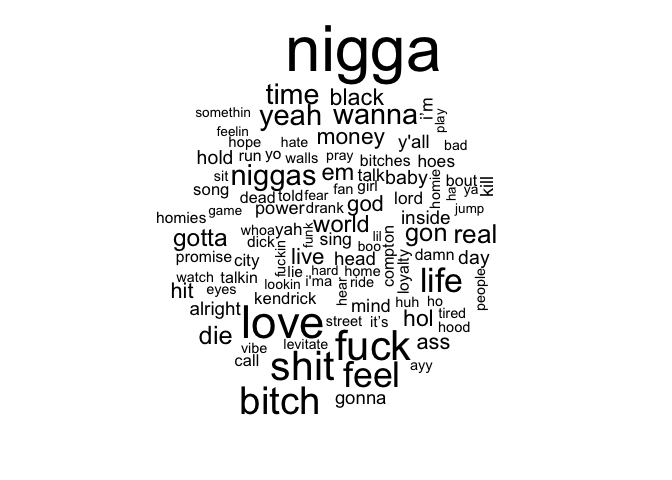 nigga
time black
somethin yeah wanna i'm play
feelin hope hate money y'all bad
hold run yo walls pray bitches hoes
sit niggas em talk baby homie bout ya kill
song dead told fear fan girl god lord ha
homies game power drank inside jump
gotta whoa yah funk world lil gon real
dick sing boo compton
promise city fuckin live head loyalty damn day
watch talkin lie hard home life people
hit eyes lookin i'ma hear ride
kendrick mind huh ho
alright love street it's hol tired
die hood
vibe levitate fuck ass
call shit feel ayy
bitch gonna